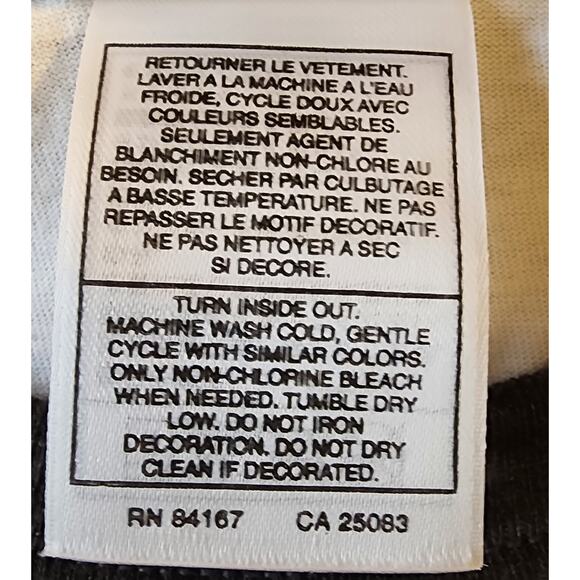 RETOURNER LE VETEMENT.
LAVER A LA MACHINE A L'EAU
FROIDE, CYCLE DOUX AVEC
COULEURS SEMBLABLES.
SEULEMENT AGENT DE
BLANCHIMENT NON-CHLORE AU
BESOIN. SECHER PAR CULBUTAGE
A BASSE TEMPERATURE. NE PAS
REPASSER LE MOTIF DECORATIF.
NE PAS NETTOYER A SEC
SI DECORE.
TURN INSIDE OUT.
MACHINE WASH COLD, GENTLE
CYCLE WITH SIMILAR COLORS.
ONLY NON-CHLORINE BLEACH
WHEN NEEDED. TUMBLE DRY
LOW. DO NOT IRON
DECORATION. DO NOT DRY
CLEAN IF DECORATED.
RN 84167 CA 25083